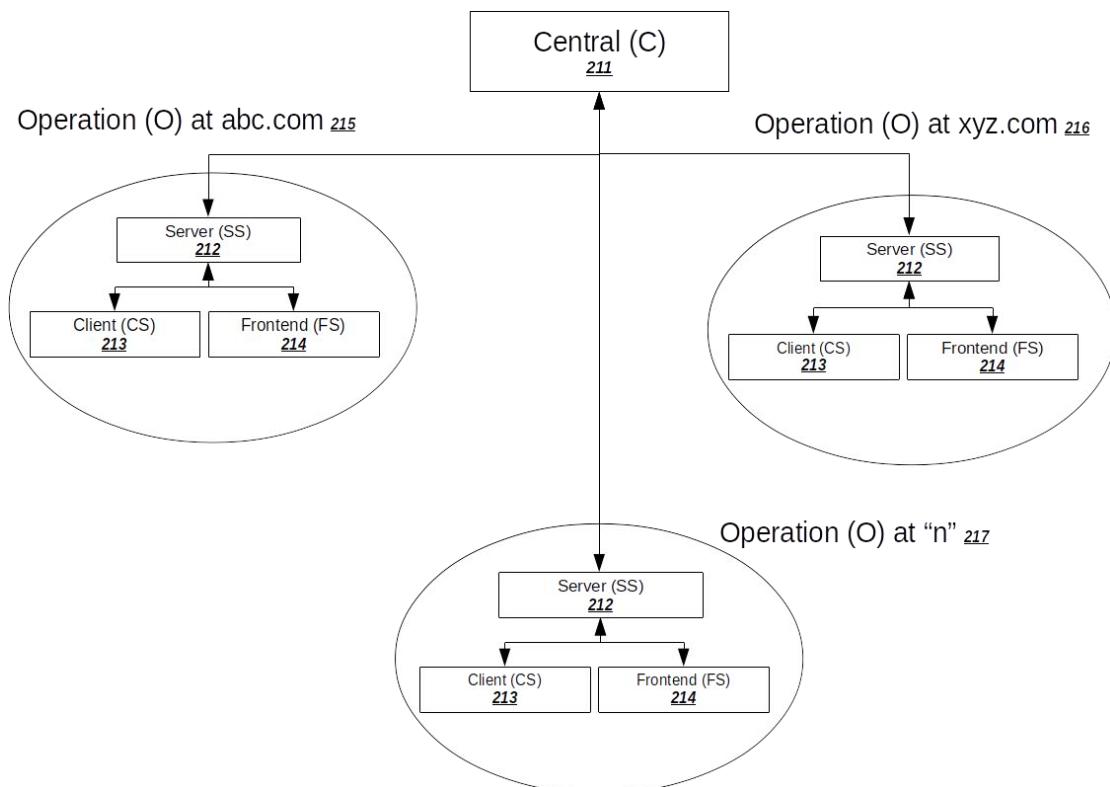 Central (C)
211
Operation (O) at abc.com 215
Operation (O) at xyz.com 216
Server (SS)
212
Client (CS)
213
Frontend (FS)
214
Server (SS)
212
Client (CS)
213
Frontend (FS)
214
Operation (O) at “n” 217
Server (SS)
212
Client (CS)
213
Frontend (FS)
214